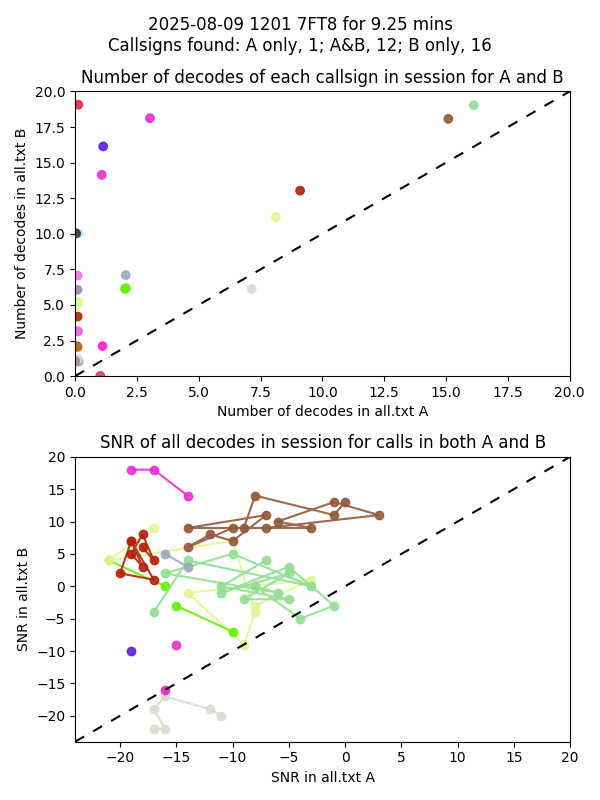 2025-08-09 1201 7FT8 for 9.25 mins
Callsigns found: A only, 1; A&B, 12; B only, 16
Number of decodes of each callsign in session for A and B
20.0
17.5
15.0
12.5
10.0
7.5
5.0
2.5
0.0
Number of decodes in all.txt B
0.0 2.5 5.0 7.5 10.0 12.5 15.0 17.5 20.0
Number of decodes in all.txt A
SNR of all decodes in session for calls in both A and B
20
15
10
5
0
−5
−10
−15
−20
SNR in all.txt B
−20 −15 −10 −5 0 5 10 15 20
SNR in all.txt A